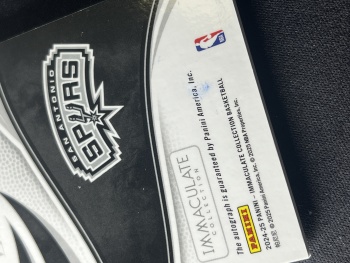 SAN ANTONIO
SPURS
IMMACULATE
COLLECTION
The autograph is guaranteed by Panini America, Inc.
PANINI
2024-25 PANINI - IMMACULATE COLLECTION BASKETBALL
© 2025 Panini America, Inc. © 2025 NBA Properties, Inc.